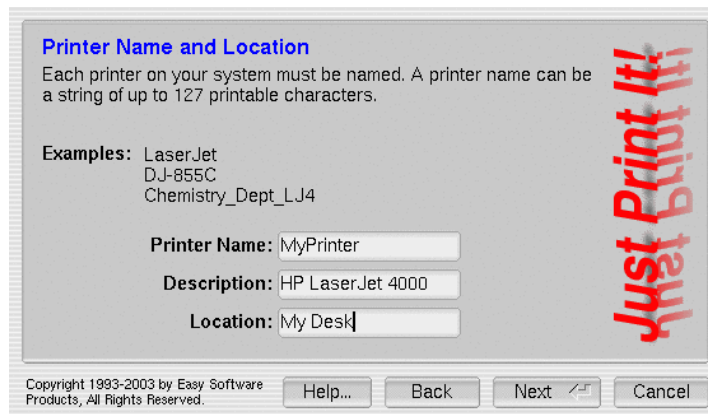 Printer Name and Location
Each printer on your system must be named. A printer name can be
a string of up to 127 printable characters.
Examples: LaserJet
DJ-855C
Chemistry_Dept_LJ4
Printer Name: MyPrinter
Description: HP LaserJet 4000
Location: My Desk
Just Print It!
Copyright 1993-2003 by Easy Software
Products, All Rights Reserved.
Help... Back Next Cancel